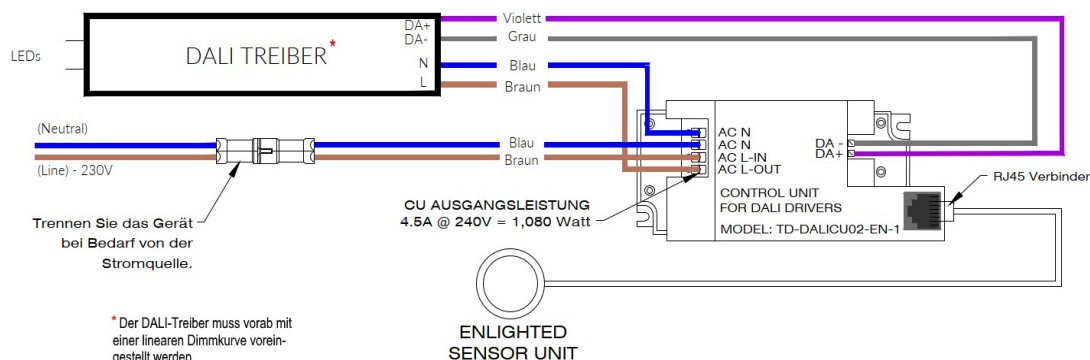 DA+
Violett
DA-
Grau
LEDs
DALI TREIBER*
N
Blau
L
Braun
(Neutral)
Blau
Braun
(Line) - 230V
AC N
AC N
AC L-IN
AC L-OUT
DA -
DA+
RJ45 Verbinder
CONTROL UNIT
FOR DALI DRIVERS
MODEL: TD-DALICU02-EN-1
CU AUSGANGSLEISTUNG
4.5A @ 240V = 1,080 Watt
Trennen Sie das Gerät
bei Bedarf von der
Stromquelle.
* Der DALI-Treiber muss vorab mit
einer linearen Dimmkurve vorein-
gestellt werden
ENLIGHTED
SENSOR UNIT